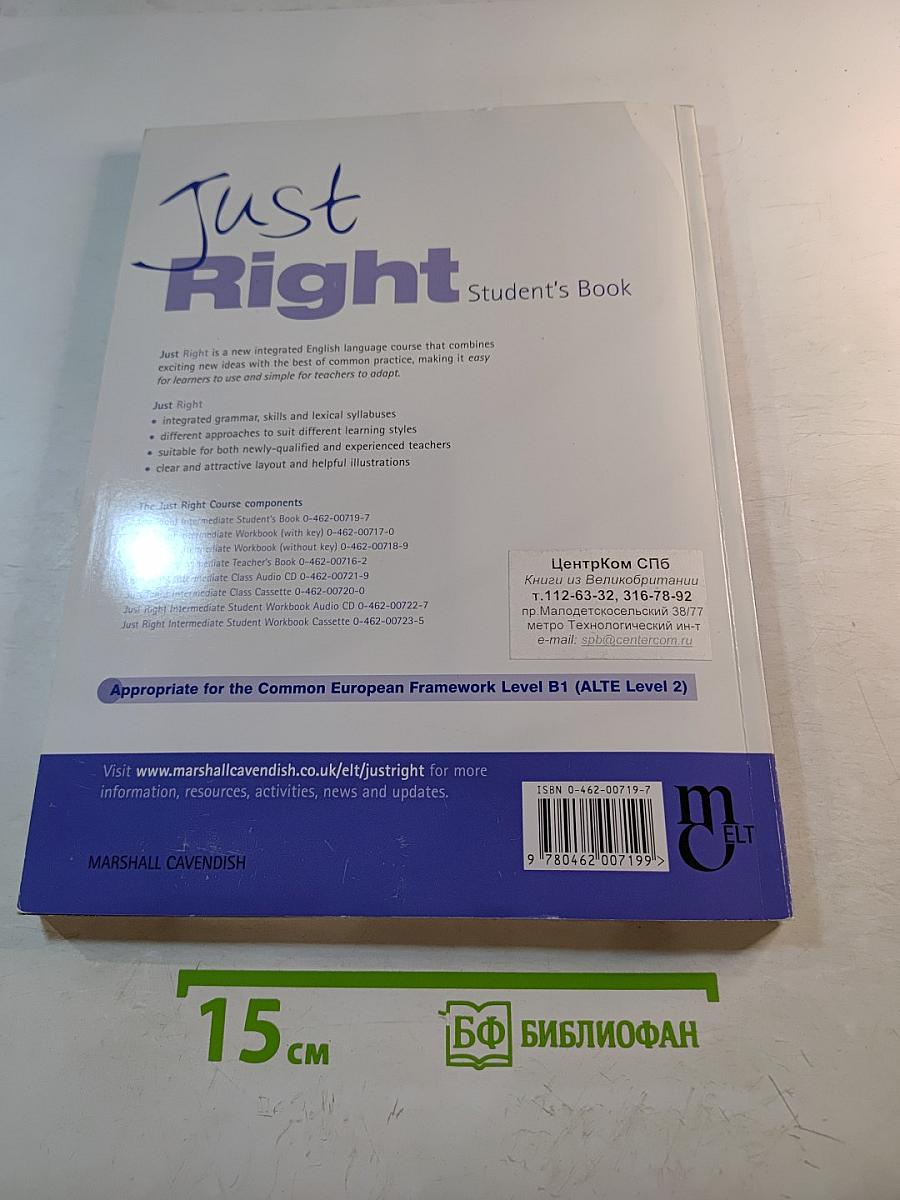 Just
Right Student's Book
Just Right is a new integrated English language course that combines
exciting new ideas with the best of common practice, making it easy
for learners to use and simple for teachers to adapt.
Just Right
• integrated grammar, skills and lexical syllabuses
• different approaches to suit different learning styles
• suitable for both newly-qualified and experienced teachers
• clear and attractive layout and helpful illustrations
The Just Right Course components
Intermediate Student's Book 0-462-00719-7
Intermediate Workbook (with key) 0-462-00717-0
Intermediate Workbook (without key) 0-462-00718-9
Intermediate Teacher's Book 0-462-00716-2
Intermediate Class Audio CD 0-462-00721-9
Intermediate Class Cassette 0-462-00720-0
Just Right Intermediate Student Workbook Audio CD 0-462-00722-7
Just Right Intermediate Student Workbook Cassette 0-462-00723-5
ЦентрКом СПб
Книги из Великобритании
т.112-63-32, 316-78-92
пр.Малодетскосельский 38/77
метро Технологический ин-т
e-mail: spb@centercom.ru
Appropriate for the Common European Framework Level B1 (ALTE Level 2)
Visit www.marshallcavendish.co.uk/elt/justright for more
information, resources, activities, news and updates.
MARSHALL CAVENDISH
ISBN 0-462-00719-7
9 780462 007199 >
mc ELT
15 см
БФ БИБЛИОФАН